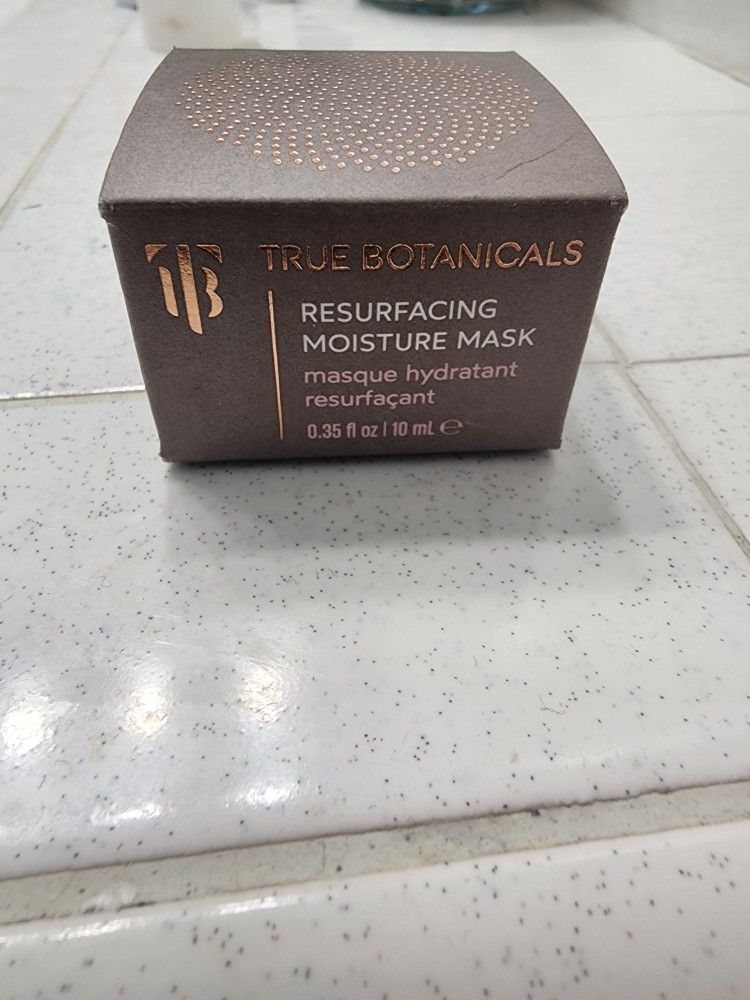 TB TRUE BOTANICALS
RESURFACING
MOISTURE MASK
masque hydratant
resurfaçant
0.35 fl oz | 10 mL ℮